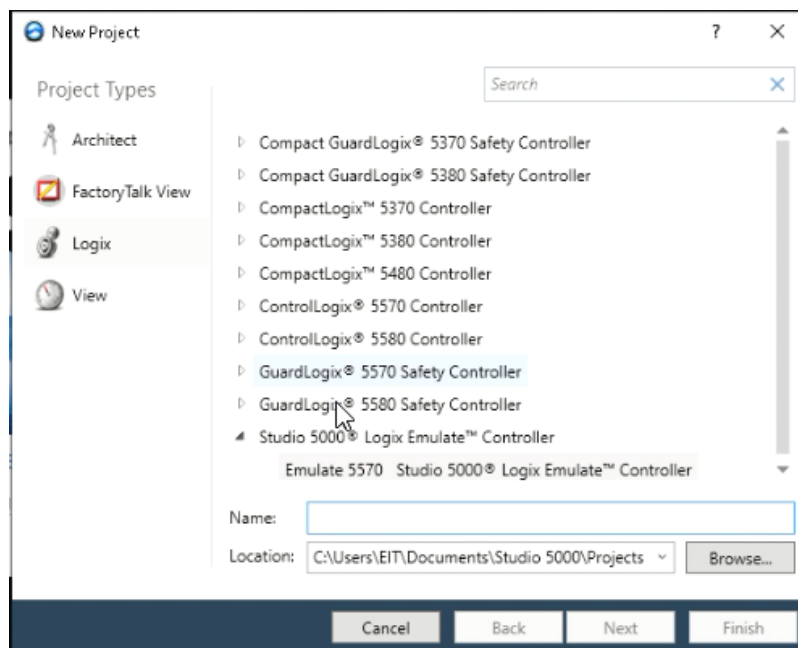 New Project
?
Project Types
Search
Architect
FactoryTalk View
Logix
View
Compact GuardLogix® 5370 Safety Controller
Compact GuardLogix® 5380 Safety Controller
CompactLogix™ 5370 Controller
CompactLogix™ 5380 Controller
CompactLogix™ 5480 Controller
ControlLogix® 5570 Controller
ControlLogix® 5580 Controller
GuardLogix® 5570 Safety Controller
GuardLogix® 5580 Safety Controller
Studio 5000® Logix Emulate™ Controller
Emulate 5570 Studio 5000® Logix Emulate™ Controller
Name:
Location: C:\Users\EIT\Documents\Studio 5000\Projects Browse...
Cancel Back Next Finish